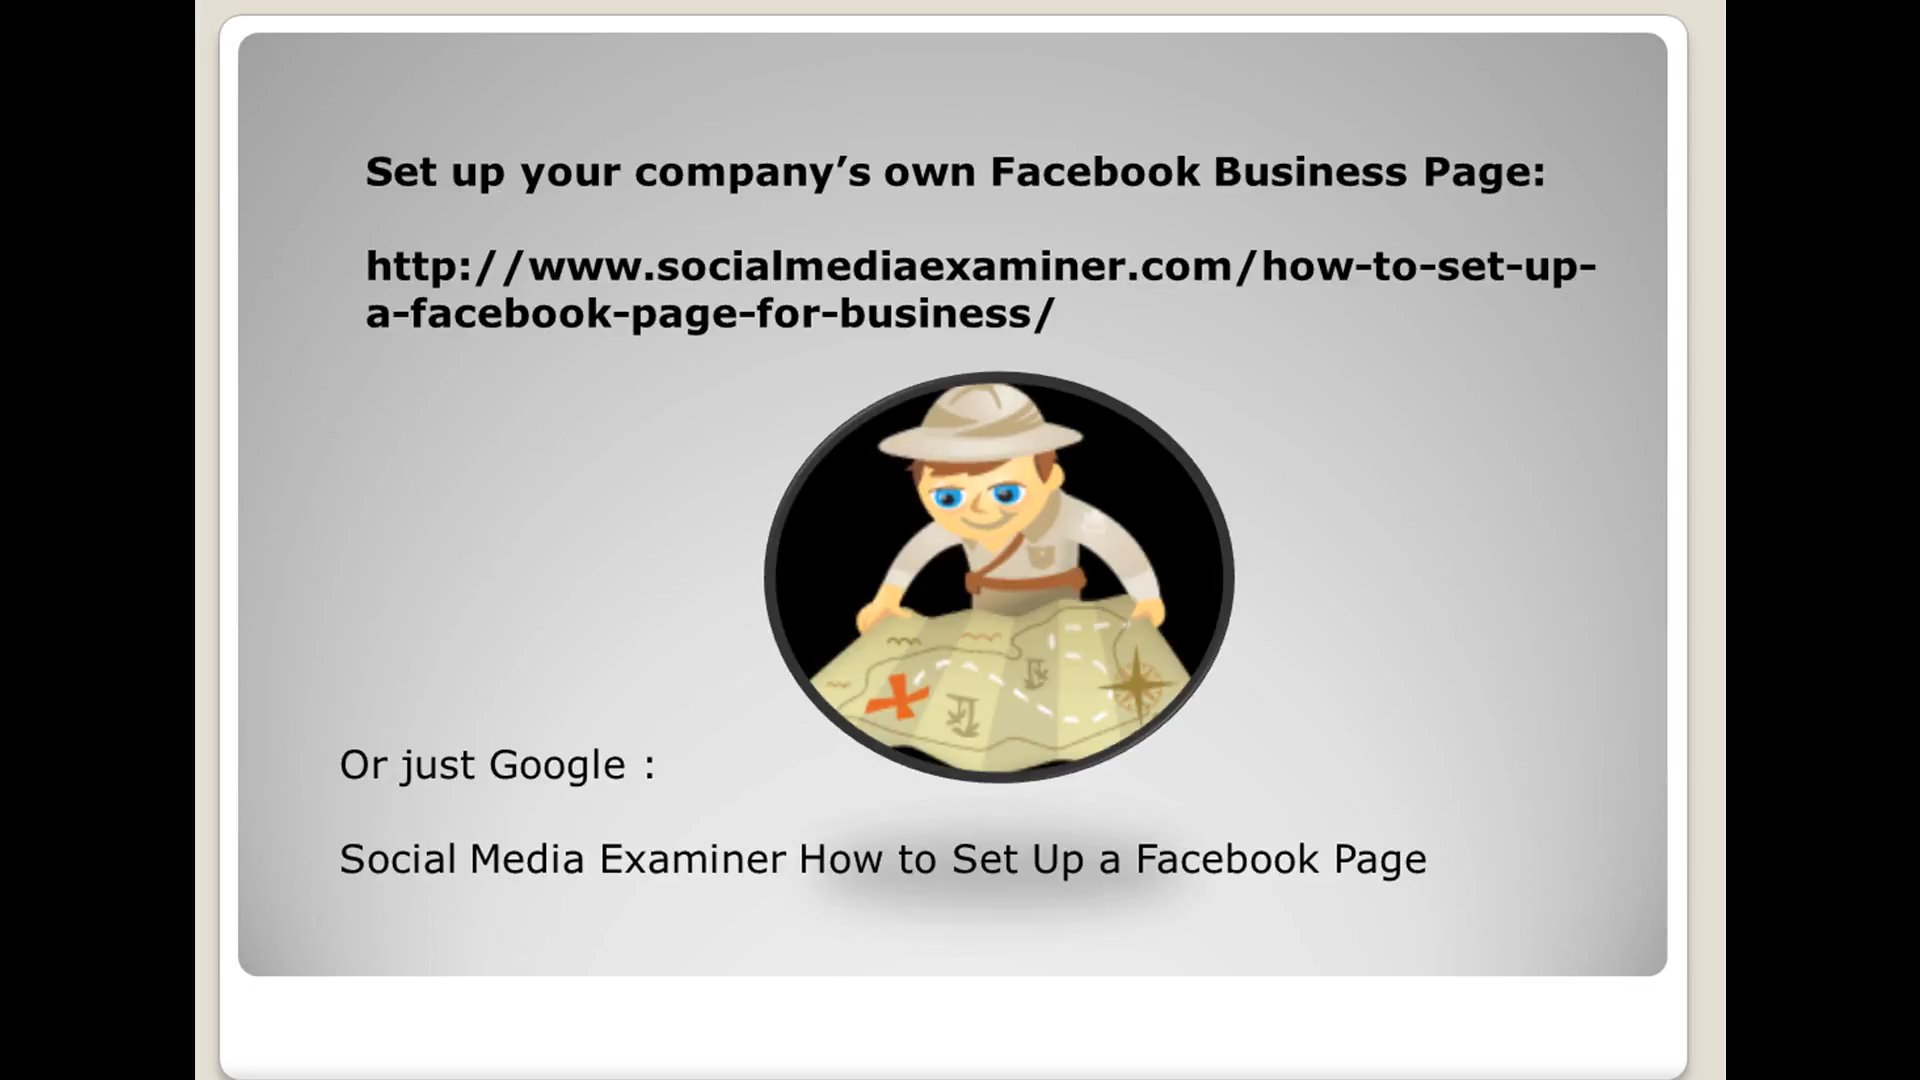 Set up your company’s own Facebook Business Page:
http://www.socialmediaexaminer.com/how-to-set-up-
a-facebook-page-for-business/
Or just Google :
Social Media Examiner How to Set Up a Facebook Page